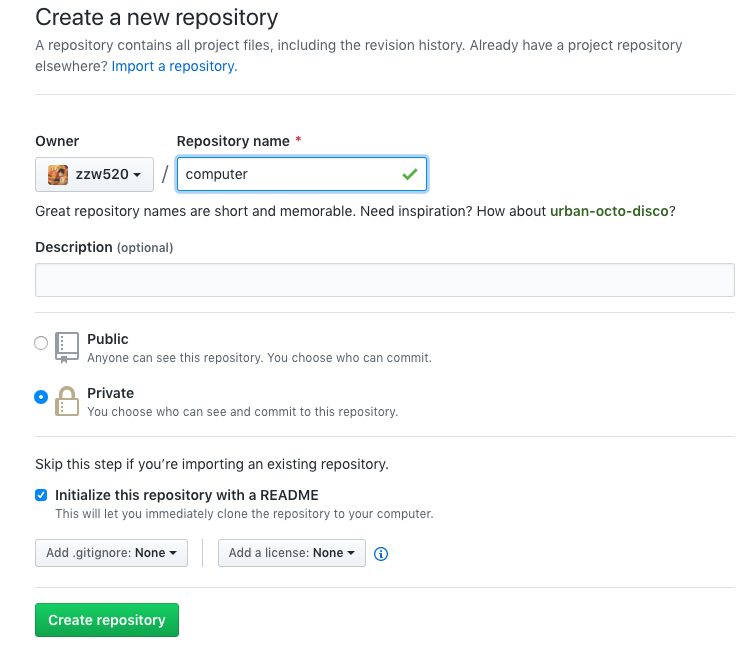 Create a new repository
A repository contains all project files, including the revision history. Already have a project repository
elsewhere? Import a repository.
Owner
Repository name *
zzw520 / computer
Great repository names are short and memorable. Need inspiration? How about urban-octo-disco?
Description (optional)
Public
Anyone can see this repository. You choose who can commit.
Private
You choose who can see and commit to this repository.
Skip this step if you’re importing an existing repository.
Initialize this repository with a README
This will let you immediately clone the repository to your computer.
Add .gitignore: None
Add a license: None
Create repository